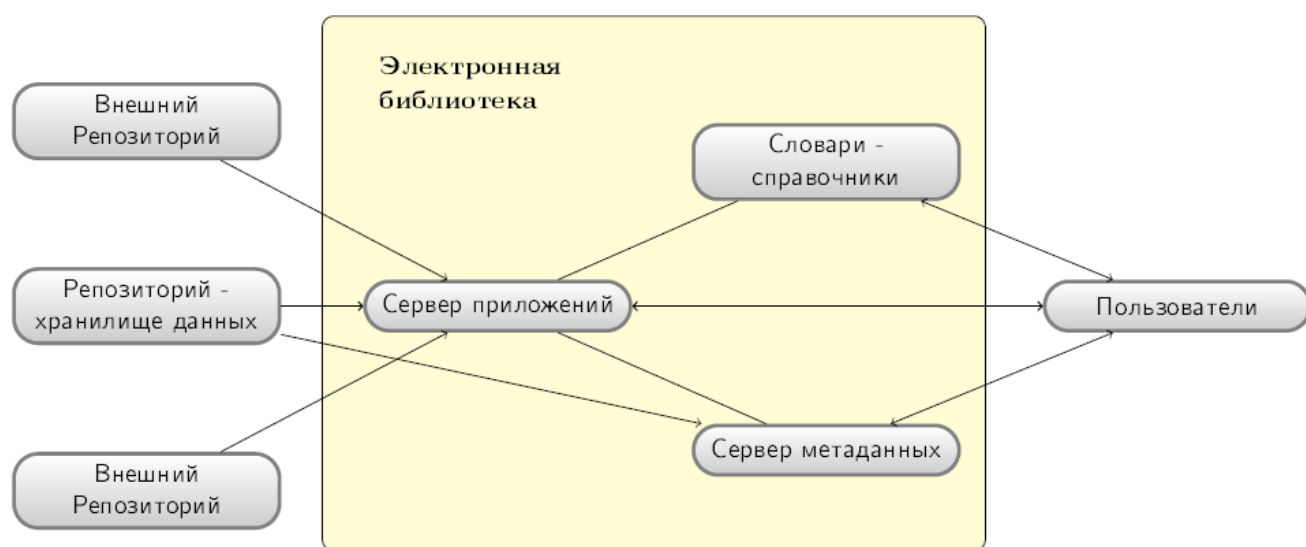 Электронная
библиотека
Внешний
Репозиторий
Словари -
справочники
Репозиторий -
хранилище данных
Сервер приложений
Пользователи
Сервер метаданных
Внешний
Репозиторий